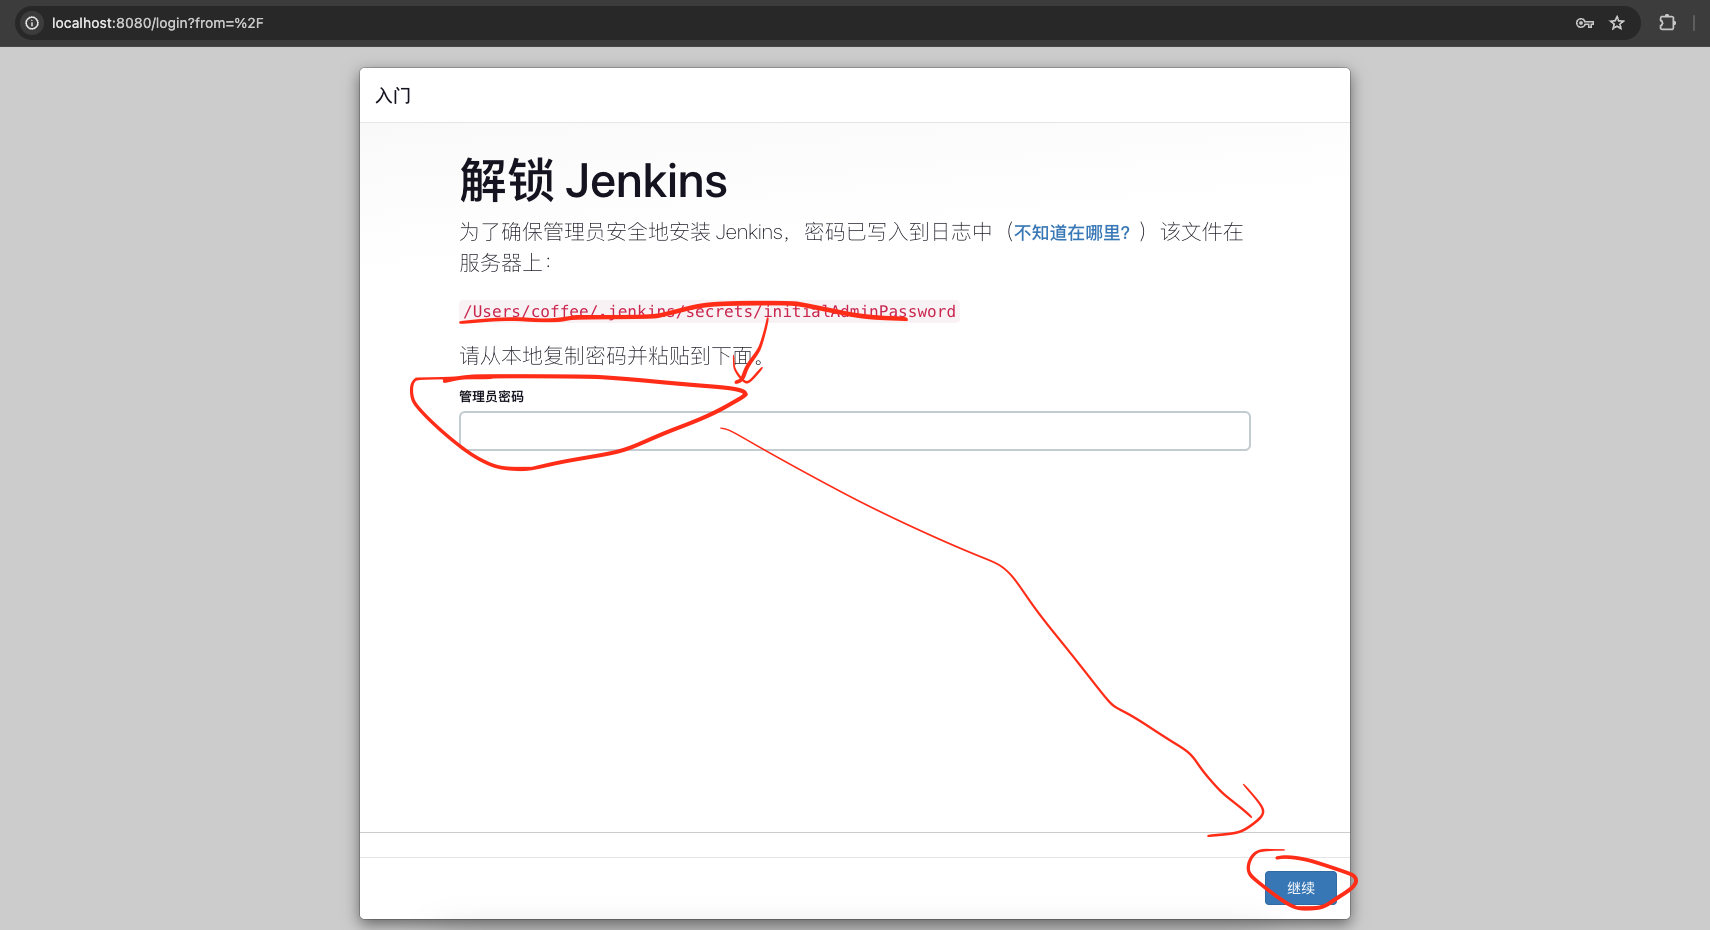 localhost:8080/login?from=%2F
入门
解锁 Jenkins
为了确保管理员安全地安装 Jenkins，密码已写入到日志中（不知道在哪里？）该文件在
服务器上：
/Users/coffee/.jenkins/secrets/initialAdminPassword
请从本地复制密码并粘贴到下面。
管理员密码
继续